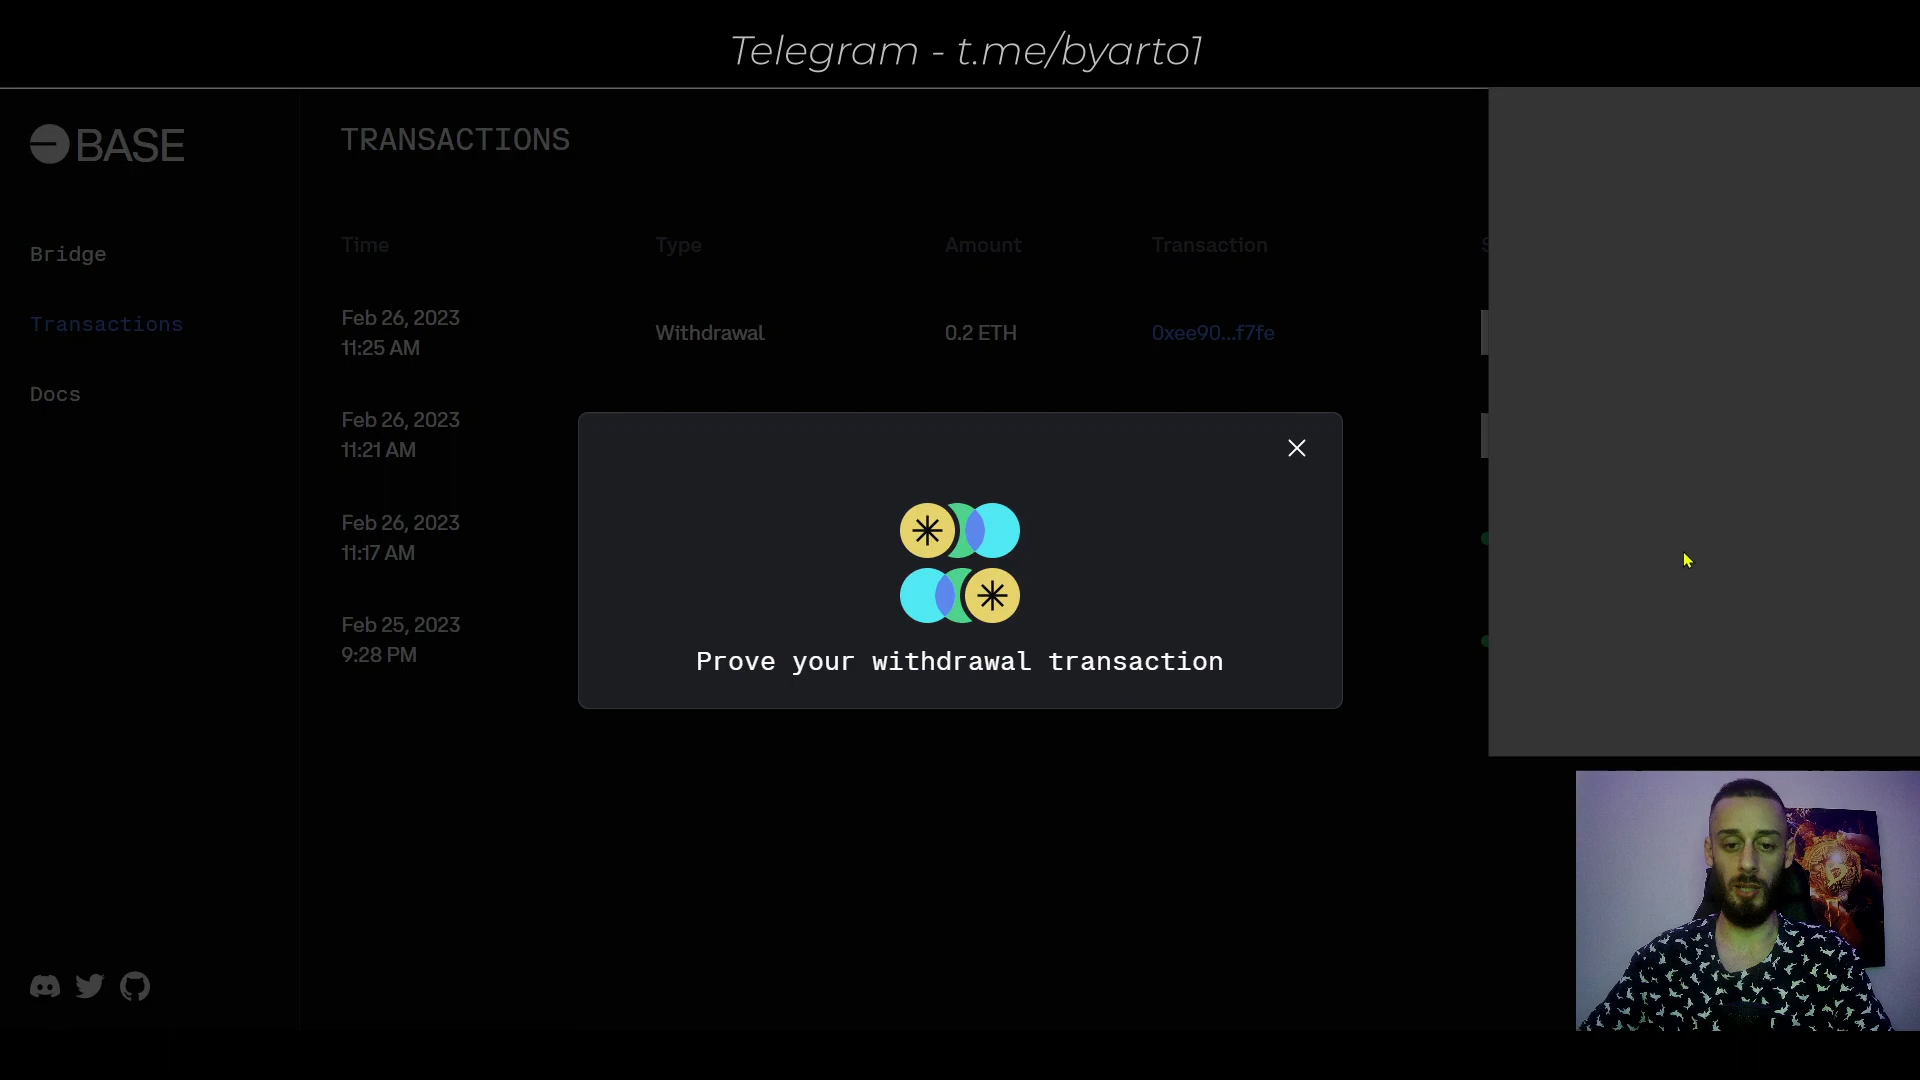 Telegram - t.me/byarto1
BASE
TRANSACTIONS
Bridge
Transactions
Docs
Time Type Amount Transaction
Feb 26, 2023
11:25 AM
Withdrawal 0.2 ETH 0xee90...f7fe
Feb 26, 2023
11:21 AM
Feb 26, 2023
11:17 AM
Feb 25, 2023
9:28 PM
Prove your withdrawal transaction